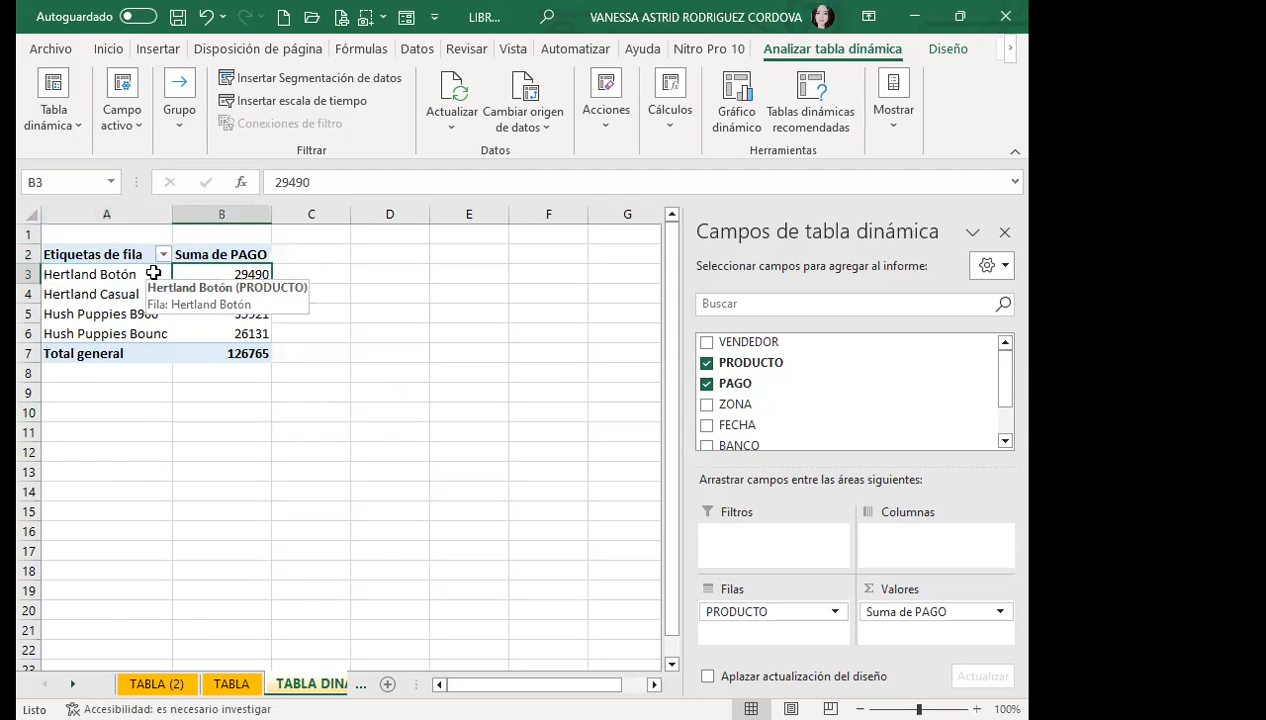 Autoguardado
LIBR...
VANESSA ASTRID RODRIGUEZ CORDOVA
Archivo Inicio Insertar Disposición de página Fórmulas Datos Revisar Vista Automatizar Ayuda Nitro Pro 10 Analizar tabla dinámica Diseño
Tabla dinámica
Campo activo
Grupo
Insertar Segmentación de datos
Insertar escala de tiempo
Conexiones de filtro
Filtrar
Actualizar
Cambiar origen de datos
Datos
Acciones
Cálculos
Gráfico dinámico
Tablas dinámicas recomendadas
Herramientas
Mostrar
B3 fx 29490
A B C D E F G
1
2 Etiquetas de fila Suma de PAGO
3 Hertland Botón 29490
4 Hertland Casual
Hertland Botón (PRODUCTO)
Fila: Hertland Botón
5 Hush Puppies
6 Hush Puppies Bounc 26131
7 Total general 126765
8
9
10
11
12
13
14
15
16
17
18
19
20
21
22
23
Campos de tabla dinámica
Seleccionar campos para agregar al informe:
Buscar
VENDEDOR
PRODUCTO
PAGO
ZONA
FECHA
BANCO
Arrastrar campos entre las áreas siguientes:
Filtros
Columnas
Filas
Σ Valores
PRODUCTO
Suma de PAGO
Aplazar actualización del diseño
Actualizar
TABLA (2) TABLA TABLA DINÁ ...
Listo
Accesibilidad: es necesario investigar
100%